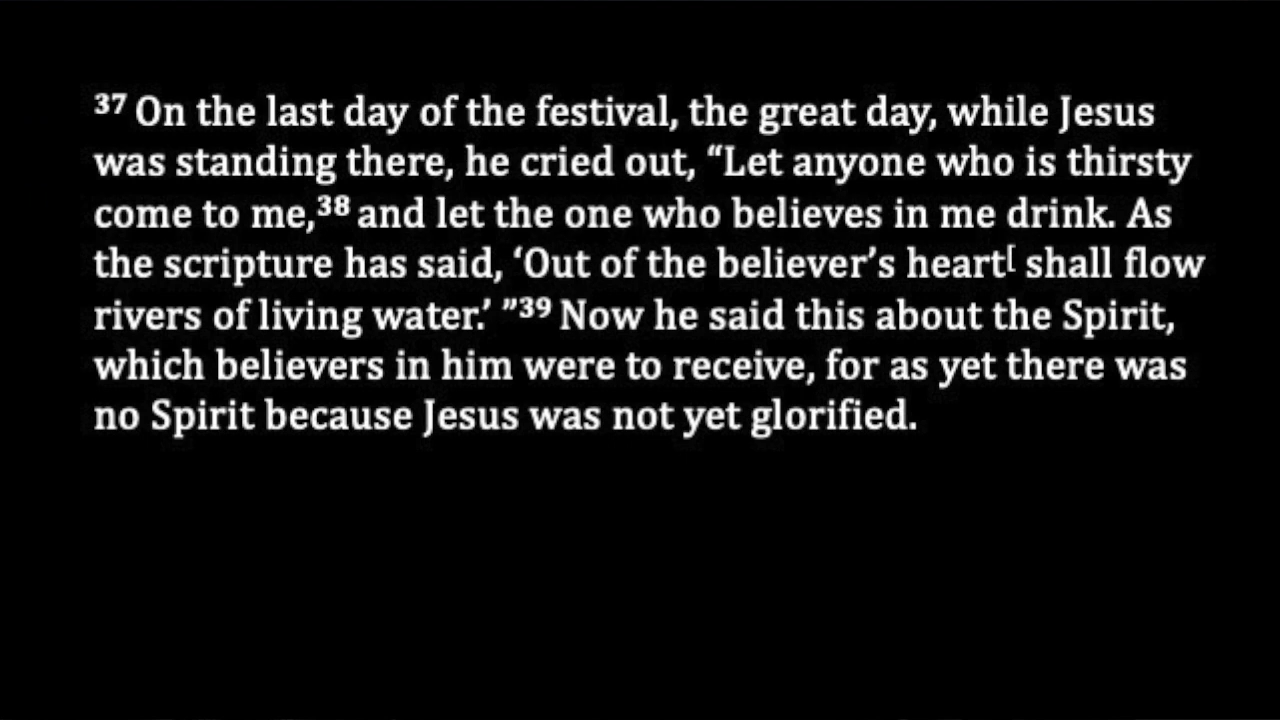 37 On the last day of the festival, the great day, while Jesus
was standing there, he cried out, “Let anyone who is thirsty
come to me,38 and let the one who believes in me drink. As
the scripture has said, ‘Out of the believer’s heart[ shall flow
rivers of living water.’ ”39 Now he said this about the Spirit,
which believers in him were to receive, for as yet there was
no Spirit because Jesus was not yet glorified.